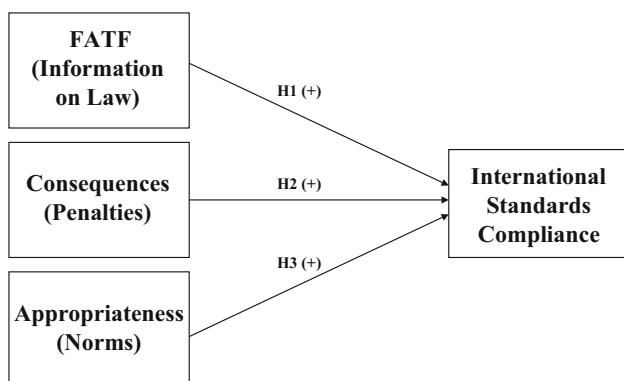 FATF
(Information
on Law)
H1 (+)
Consequences
(Penalties)
H2 (+)
International
Standards
Compliance
H3 (+)
Appropriateness
(Norms)